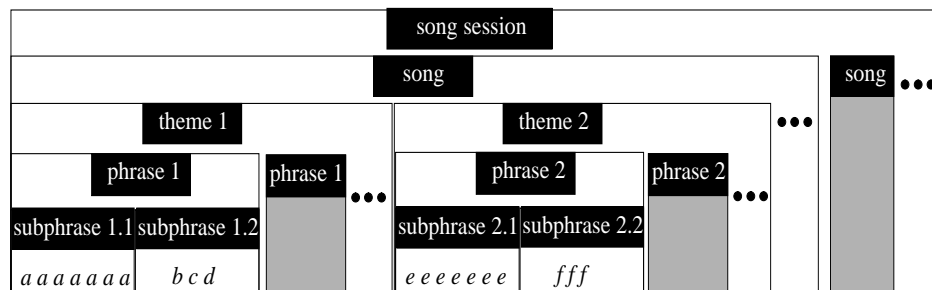 song session
song
song
theme 1
theme 2
phrase 1
phrase 1
phrase 2
phrase 2
subphrase 1.1
subphrase 1.2
subphrase 2.1
subphrase 2.2
a a a a a a a
b c d
e e e e e e e
f f f